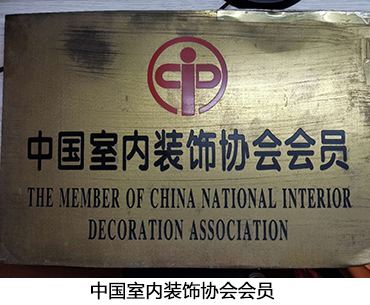 中国室内装饰协会会员
THE MEMBER OF CHINA NATIONAL INTERIOR
DECORATION ASSOCIATION
中国室内装饰协会会员